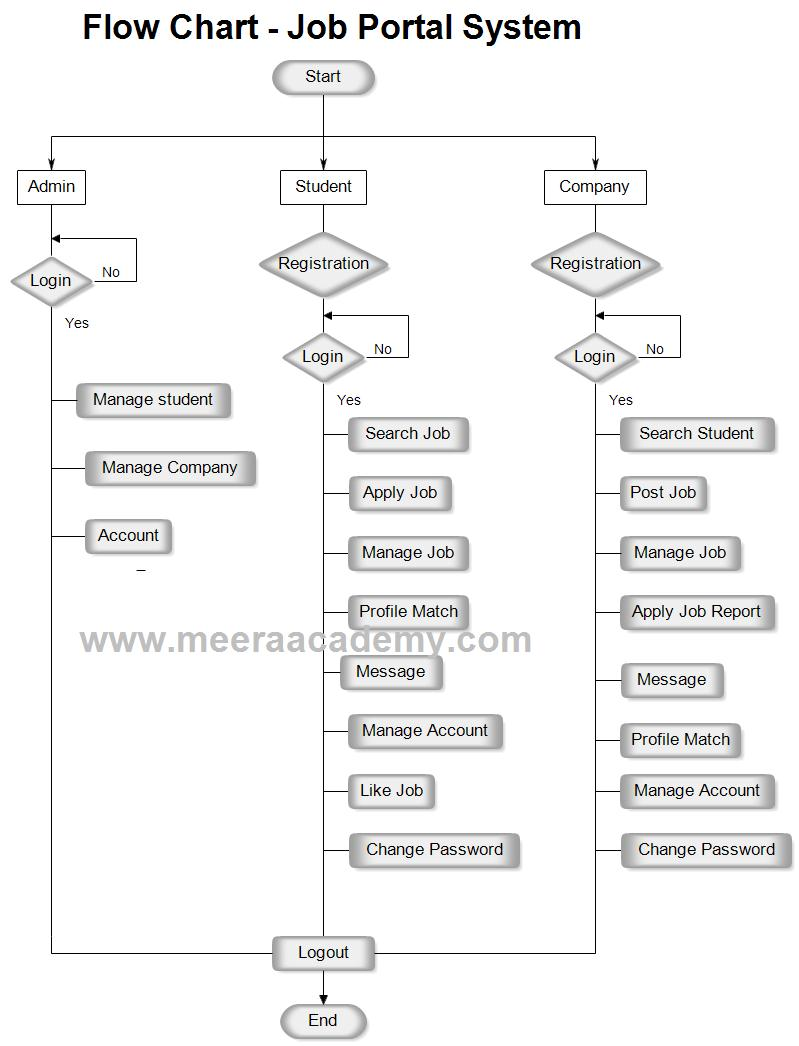 Flow Chart - Job Portal System
Start
Admin
Student
Company
Login
No
Yes
Manage student
Manage Company
Account
_
Registration
Login
No
Yes
Search Job
Apply Job
Manage Job
Profile Match
www.meeraacademy.com
Message
Manage Account
Like Job
Change Password
Registration
Login
No
Yes
Search Student
Post Job
Manage Job
Apply Job Report
Message
Profile Match
Manage Account
Change Password
Logout
End